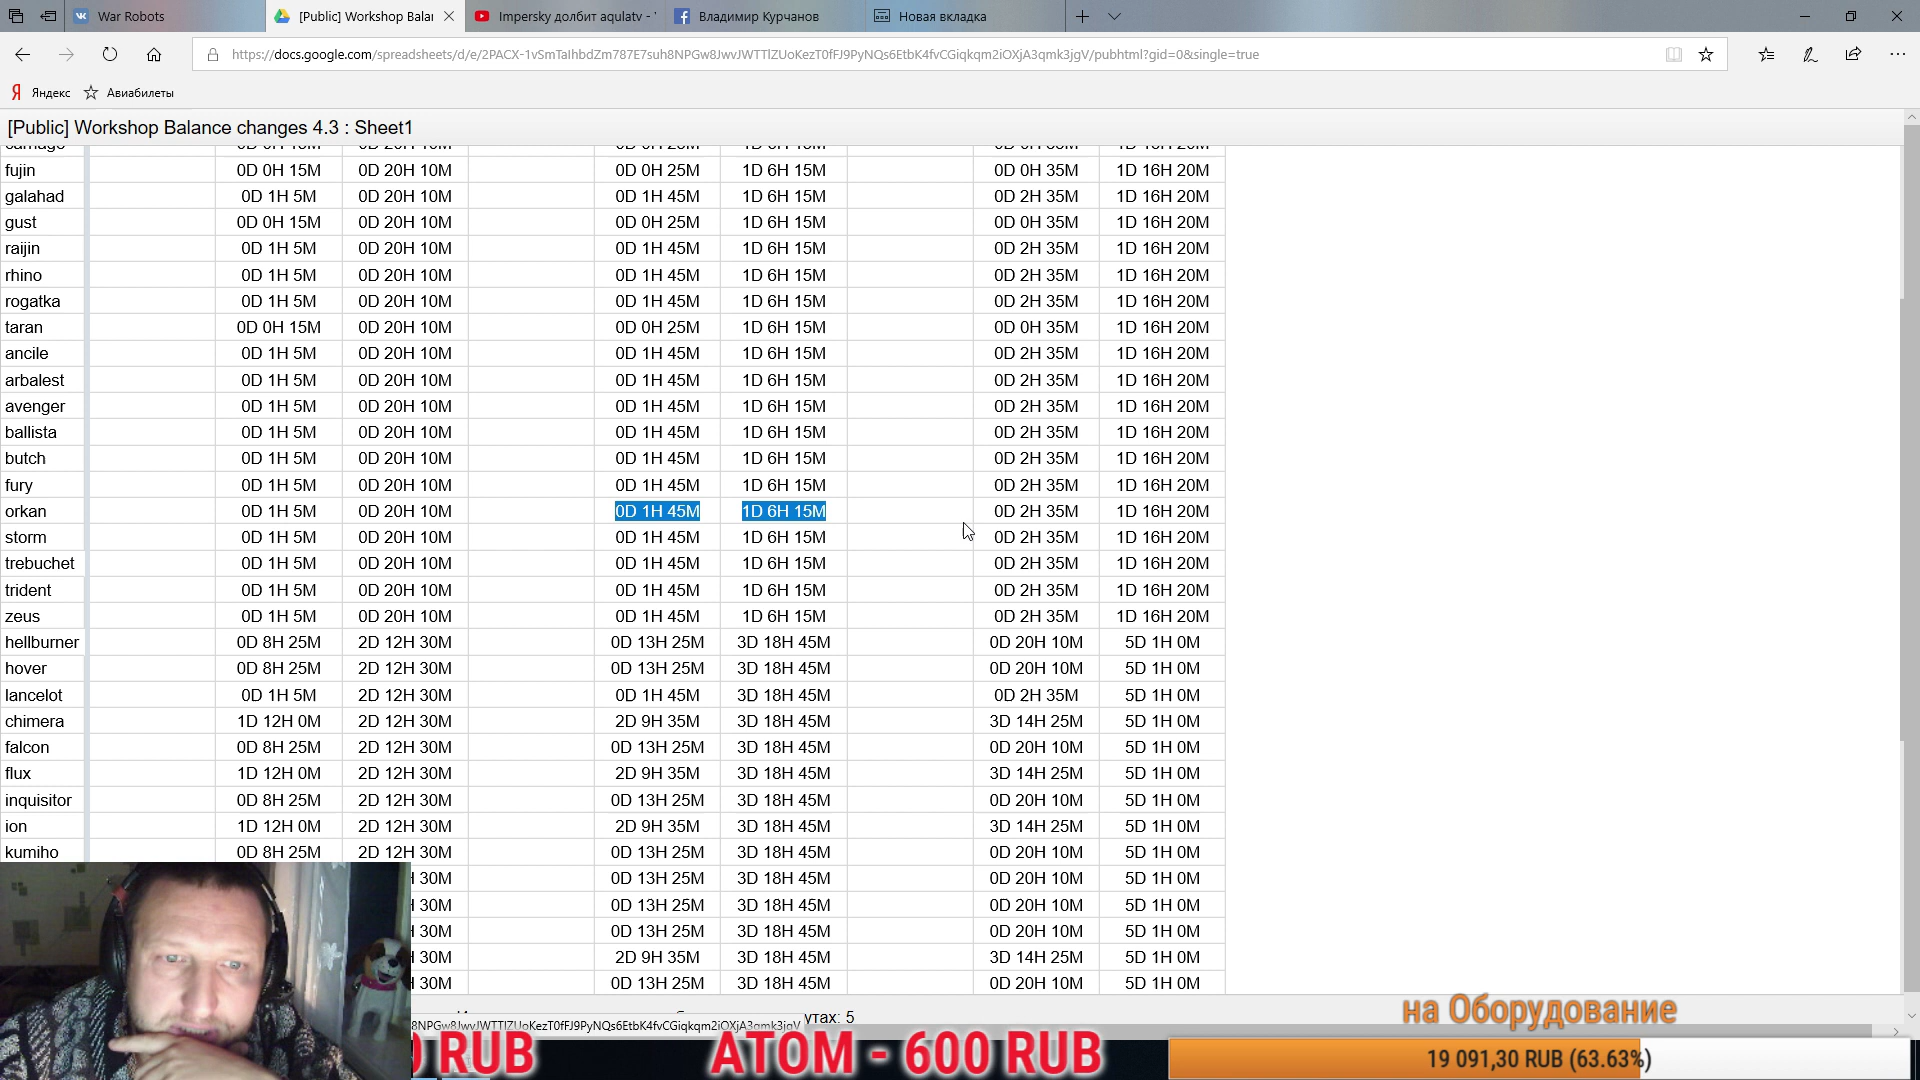 War Robots
[Public] Workshop Balan
Impersky долбит aqulatv -
Владимир Курчанов
Новая вкладка
https://docs.google.com/spreadsheets/d/e/2PACX-1vSmTaIhbdZm787E7suh8NPGw8JwvJWTTlZUoKezT0fFJ9PyNQs6EtbK4fvCGiqkqm2iOXjA3qmk3jgV/pubhtml?gid=0&single=true
Яндекс Авиабилеты
[Public] Workshop Balance changes 4.3 : Sheet1
fujin 0D 0H 15M 0D 20H 10M 0D 0H 25M 1D 6H 15M 0D 0H 35M 1D 16H 20M
galahad 0D 1H 5M 0D 20H 10M 0D 1H 45M 1D 6H 15M 0D 2H 35M 1D 16H 20M
gust 0D 0H 15M 0D 20H 10M 0D 0H 25M 1D 6H 15M 0D 0H 35M 1D 16H 20M
raijin 0D 1H 5M 0D 20H 10M 0D 1H 45M 1D 6H 15M 0D 2H 35M 1D 16H 20M
rhino 0D 1H 5M 0D 20H 10M 0D 1H 45M 1D 6H 15M 0D 2H 35M 1D 16H 20M
rogatka 0D 1H 5M 0D 20H 10M 0D 1H 45M 1D 6H 15M 0D 2H 35M 1D 16H 20M
taran 0D 0H 15M 0D 20H 10M 0D 0H 25M 1D 6H 15M 0D 0H 35M 1D 16H 20M
ancile 0D 1H 5M 0D 20H 10M 0D 1H 45M 1D 6H 15M 0D 2H 35M 1D 16H 20M
arbalest 0D 1H 5M 0D 20H 10M 0D 1H 45M 1D 6H 15M 0D 2H 35M 1D 16H 20M
avenger 0D 1H 5M 0D 20H 10M 0D 1H 45M 1D 6H 15M 0D 2H 35M 1D 16H 20M
ballista 0D 1H 5M 0D 20H 10M 0D 1H 45M 1D 6H 15M 0D 2H 35M 1D 16H 20M
butch 0D 1H 5M 0D 20H 10M 0D 1H 45M 1D 6H 15M 0D 2H 35M 1D 16H 20M
fury 0D 1H 5M 0D 20H 10M 0D 1H 45M 1D 6H 15M 0D 2H 35M 1D 16H 20M
orkan 0D 1H 5M 0D 20H 10M 0D 1H 45M 1D 6H 15M 0D 2H 35M 1D 16H 20M
storm 0D 1H 5M 0D 20H 10M 0D 1H 45M 1D 6H 15M 0D 2H 35M 1D 16H 20M
trebuchet 0D 1H 5M 0D 20H 10M 0D 1H 45M 1D 6H 15M 0D 2H 35M 1D 16H 20M
trident 0D 1H 5M 0D 20H 10M 0D 1H 45M 1D 6H 15M 0D 2H 35M 1D 16H 20M
zeus 0D 1H 5M 0D 20H 10M 0D 1H 45M 1D 6H 15M 0D 2H 35M 1D 16H 20M
hellburner 0D 8H 25M 2D 12H 30M 0D 13H 25M 3D 18H 45M 0D 20H 10M 5D 1H 0M
hover 0D 8H 25M 2D 12H 30M 0D 13H 25M 3D 18H 45M 0D 20H 10M 5D 1H 0M
lancelot 0D 1H 5M 2D 12H 30M 0D 1H 45M 3D 18H 45M 0D 2H 35M 5D 1H 0M
chimera 1D 12H 0M 2D 12H 30M 2D 9H 35M 3D 18H 45M 3D 14H 25M 5D 1H 0M
falcon 0D 8H 25M 2D 12H 30M 0D 13H 25M 3D 18H 45M 0D 20H 10M 5D 1H 0M
flux 1D 12H 0M 2D 12H 30M 2D 9H 35M 3D 18H 45M 3D 14H 25M 5D 1H 0M
inquisitor 0D 8H 25M 2D 12H 30M 0D 13H 25M 3D 18H 45M 0D 20H 10M 5D 1H 0M
ion 1D 12H 0M 2D 12H 30M 2D 9H 35M 3D 18H 45M 3D 14H 25M 5D 1H 0M
kumiho 0D 8H 25M 2D 12H 30M 0D 13H 25M 3D 18H 45M 0D 20H 10M 5D 1H 0M
30M 0D 13H 25M 3D 18H 45M 0D 20H 10M 5D 1H 0M
30M 0D 13H 25M 3D 18H 45M 0D 20H 10M 5D 1H 0M
30M 0D 13H 25M 3D 18H 45M 0D 20H 10M 5D 1H 0M
30M 2D 9H 35M 3D 18H 45M 3D 14H 25M 5D 1H 0M
30M 0D 13H 25M 3D 18H 45M 0D 20H 10M 5D 1H 0M
утах: 5
8NPGw8JwvJWTTlZUoKezT0fFJ9PyNQs6EtbK4fvCGiqkqm2iOXjA3qmk3jgV
на Оборудование
0 RUB ATOM - 600 RUB
19 091,30 RUB (63.63%)